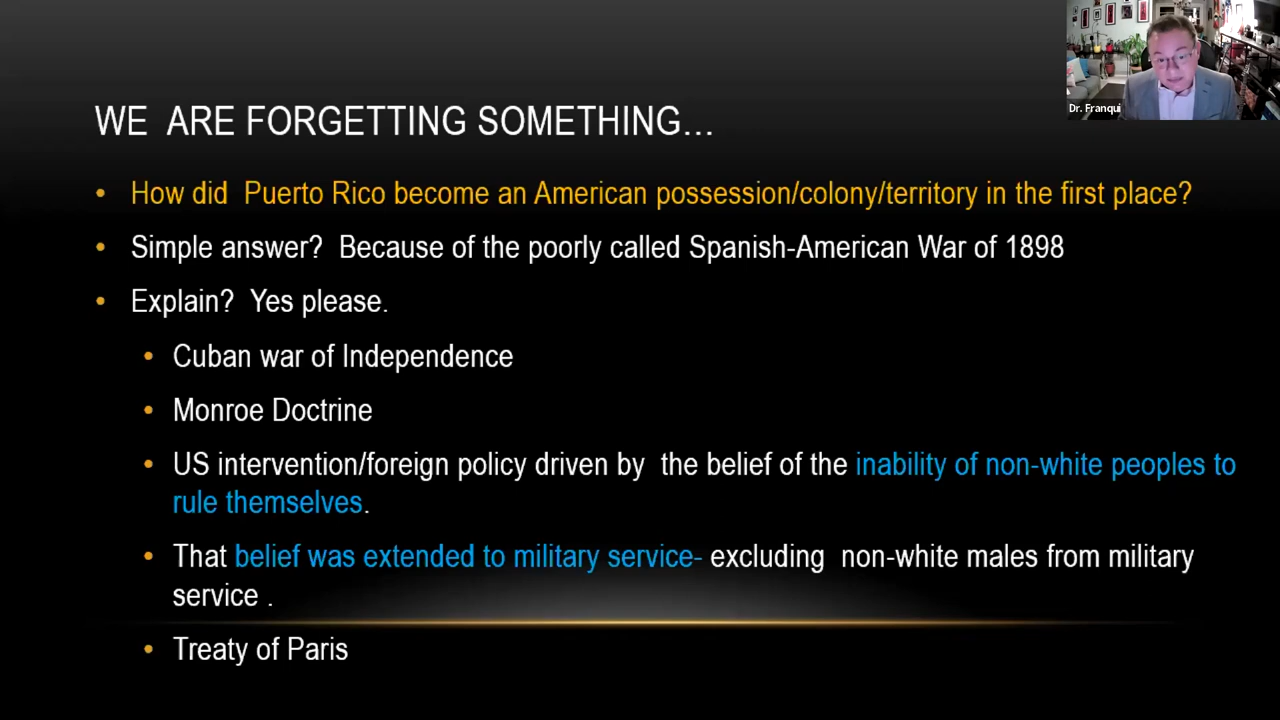 Dr. Franqui
WE  ARE FORGETTING SOMETHING...
• How did  Puerto Rico become an American possession/colony/territory in the first place?
• Simple answer?  Because of the poorly called Spanish-American War of 1898
• Explain?  Yes please.
• Cuban war of Independence
• Monroe Doctrine
• US intervention/foreign policy driven by  the belief of the inability of non-white peoples to
rule themselves.
• That belief was extended to military service- excluding  non-white males from military
service .
• Treaty of Paris